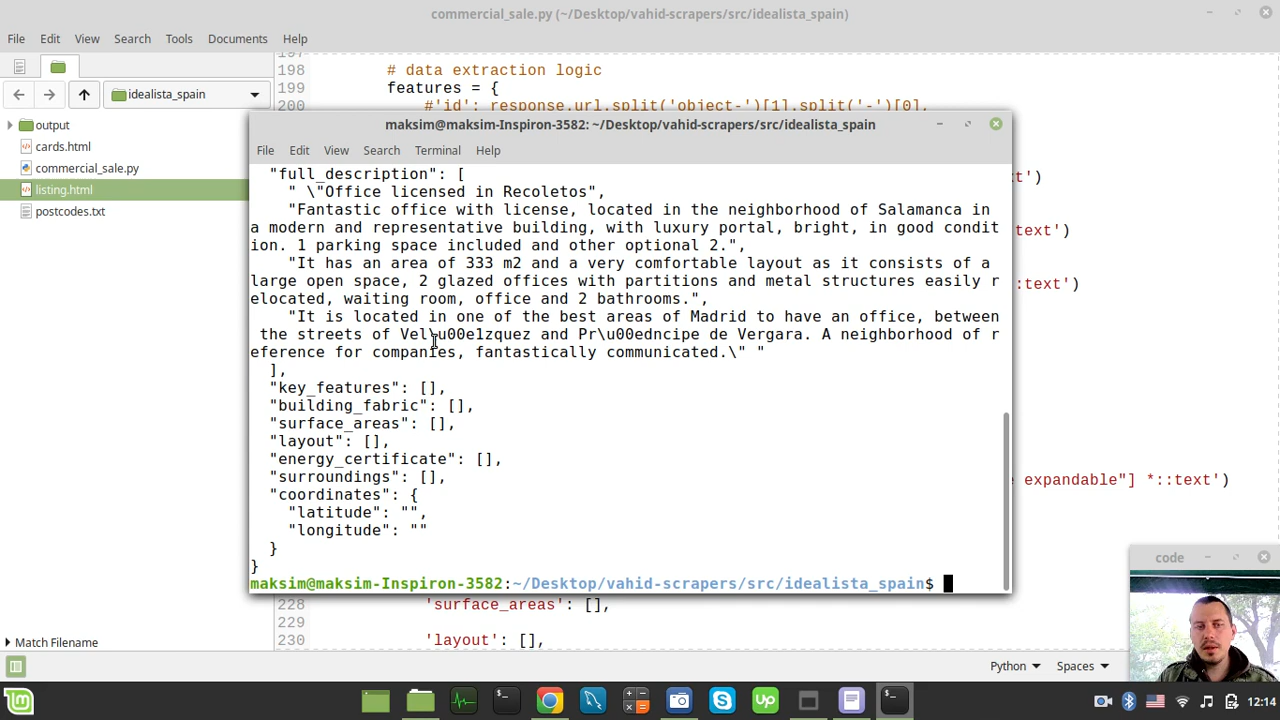 commercial_sale.py (~/Desktop/vahid-scrapers/src/idealista_spain)
File Edit View Search Tools Documents Help
idealista_spain
output
cards.html
commercial_sale.py
listing.html
postcodes.txt
Match Filename
197
198 # data extraction logic
199 features = {
200 #'id': response.url.split('object-')[1].split('-')[0],
t')
text')
:text')
e expandable"] *::text')
228 'surface_areas': [],
229
230 'layout': [],
maksim@maksim-Inspiron-3582: ~/Desktop/vahid-scrapers/src/idealista_spain
File Edit View Search Terminal Help
"full_description": [
" \"Office licensed in Recoletos",
"Fantastic office with license, located in the neighborhood of Salamanca in
a modern and representative building, with luxury portal, bright, in good condit
ion. 1 parking space included and other optional 2.",
"It has an area of 333 m2 and a very comfortable layout as it consists of a
large open space, 2 glazed offices with partitions and metal structures easily r
elocated, waiting room, office and 2 bathrooms.",
"It is located in one of the best areas of Madrid to have an office, between
the streets of Vel\u00e1zquez and Pr\u00edncipe de Vergara. A neighborhood of r
eference for companies, fantastically communicated.\" "
],
"key_features": [],
"building_fabric": [],
"surface_areas": [],
"layout": [],
"energy_certificate": [],
"surroundings": [],
"coordinates": {
"latitude": "",
"longitude": ""
}
}
maksim@maksim-Inspiron-3582:~/Desktop/vahid-scrapers/src/idealista_spain$
code
Python Spaces
12:14